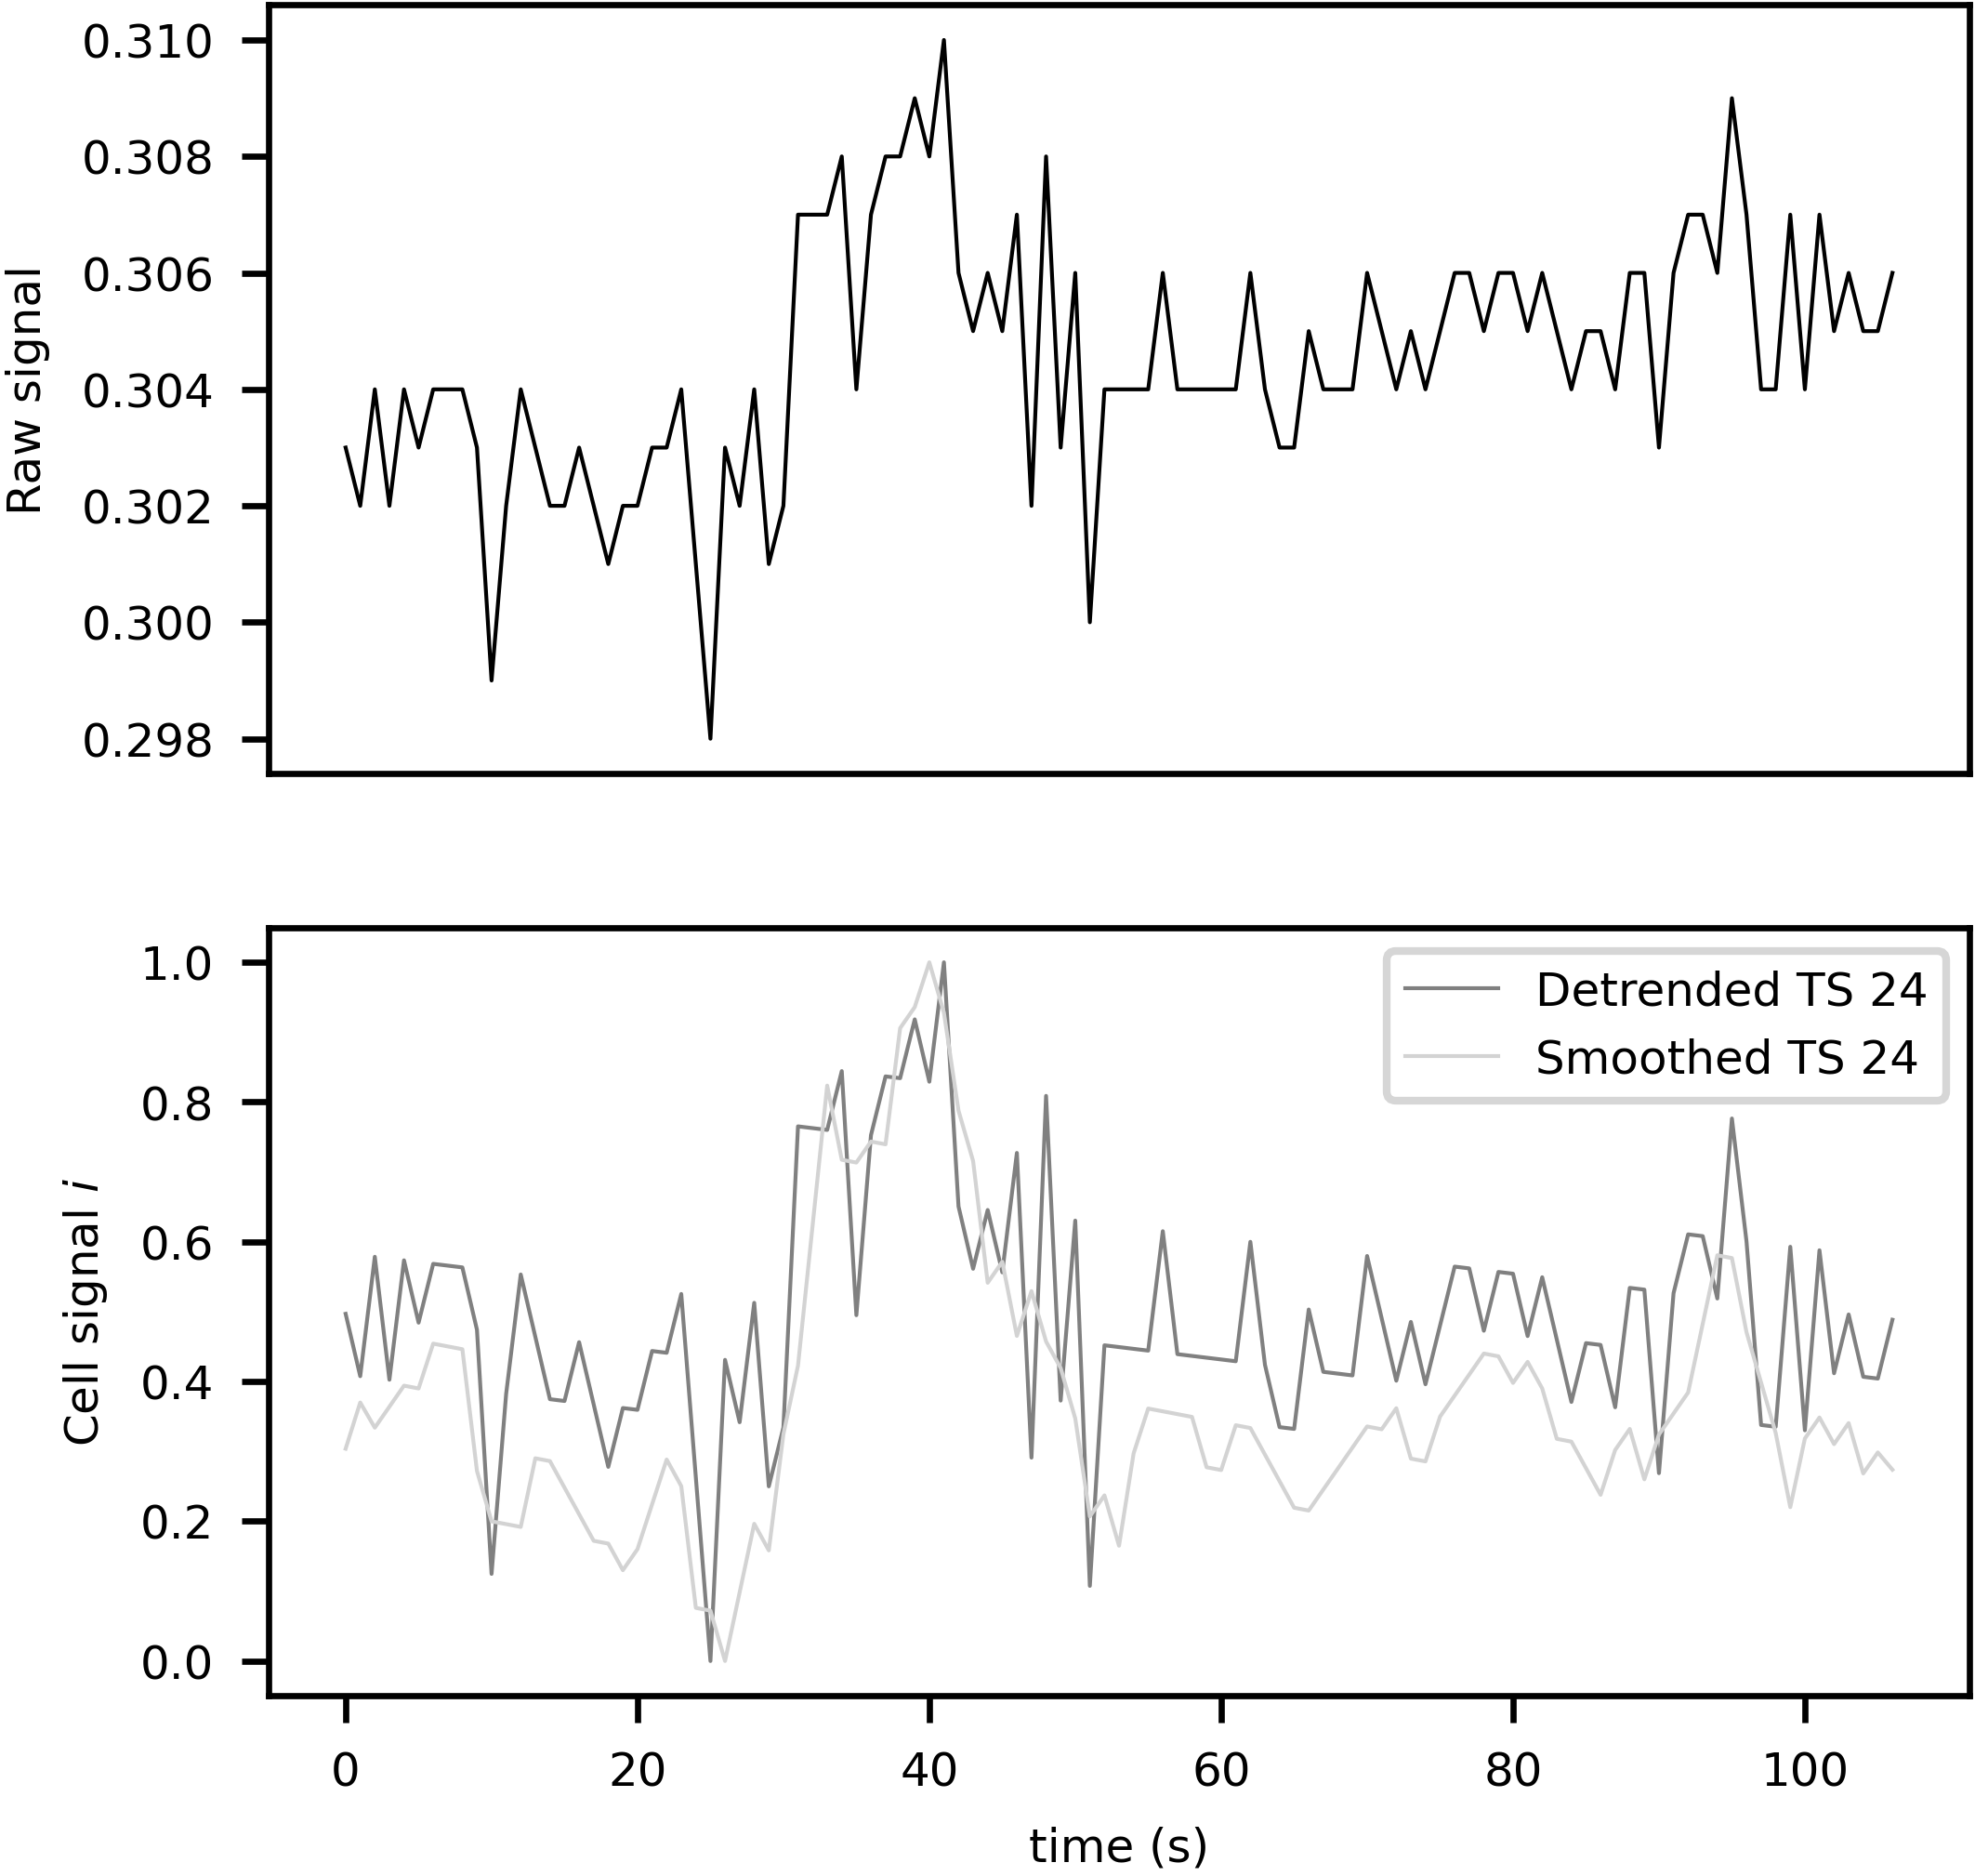 0.310
0.308
0.306
0.304
0.302
0.300
0.298
Raw signal
1.0
0.8
0.6
0.4
0.2
0.0
Cell signal i
Detrended TS 24
Smoothed TS 24
0 20 40 60 80 100
time (s)